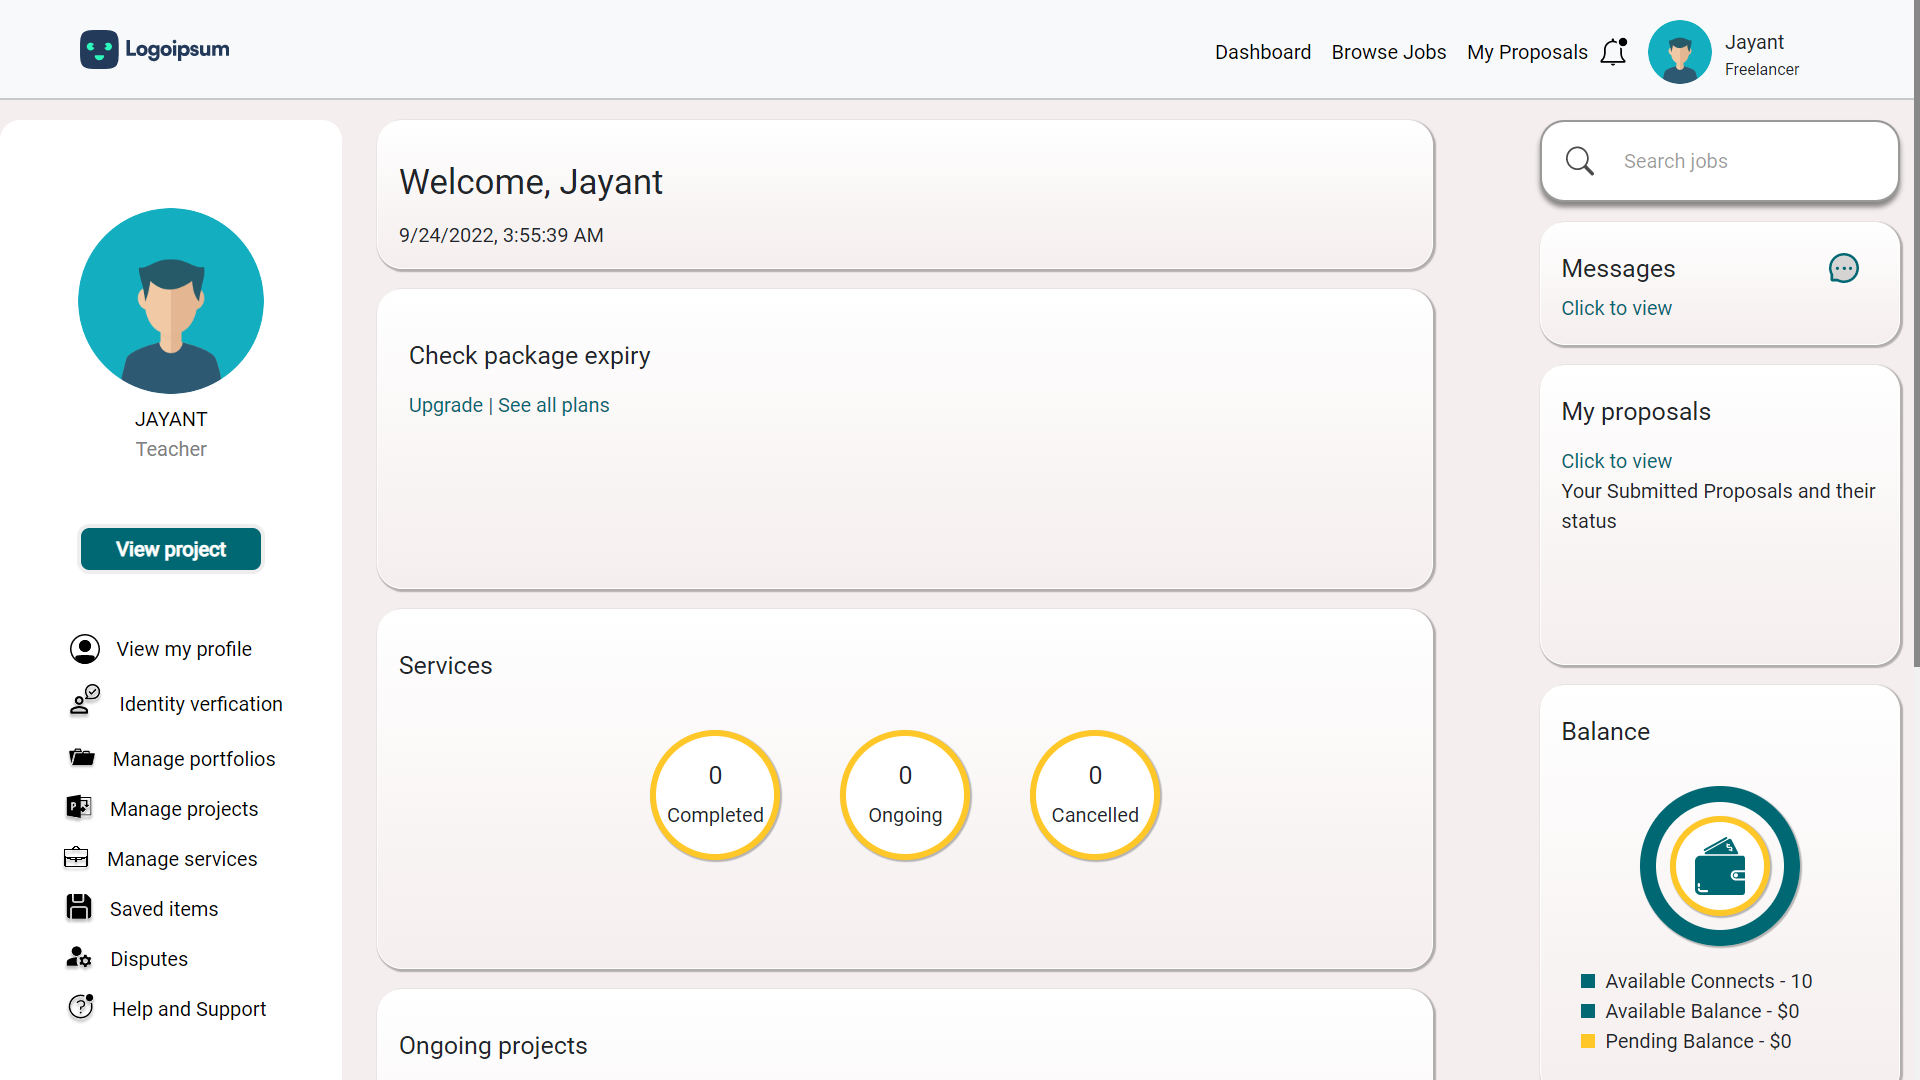 Logoipsum
Dashboard
Browse Jobs
My Proposals
Jayant
Freelancer
JAYANT
Teacher
View project
View my profile
Identity verfication
Manage portfolios
Manage projects
Manage services
Saved items
Disputes
Help and Support
Welcome, Jayant
9/24/2022, 3:55:39 AM
Check package expiry
Upgrade | See all plans
Services
0
Completed
0
Ongoing
0
Cancelled
Ongoing projects
Search jobs
Messages
Click to view
My proposals
Click to view
Your Submitted Proposals and their
status
Balance
Available Connects - 10
Available Balance - $0
Pending Balance - $0